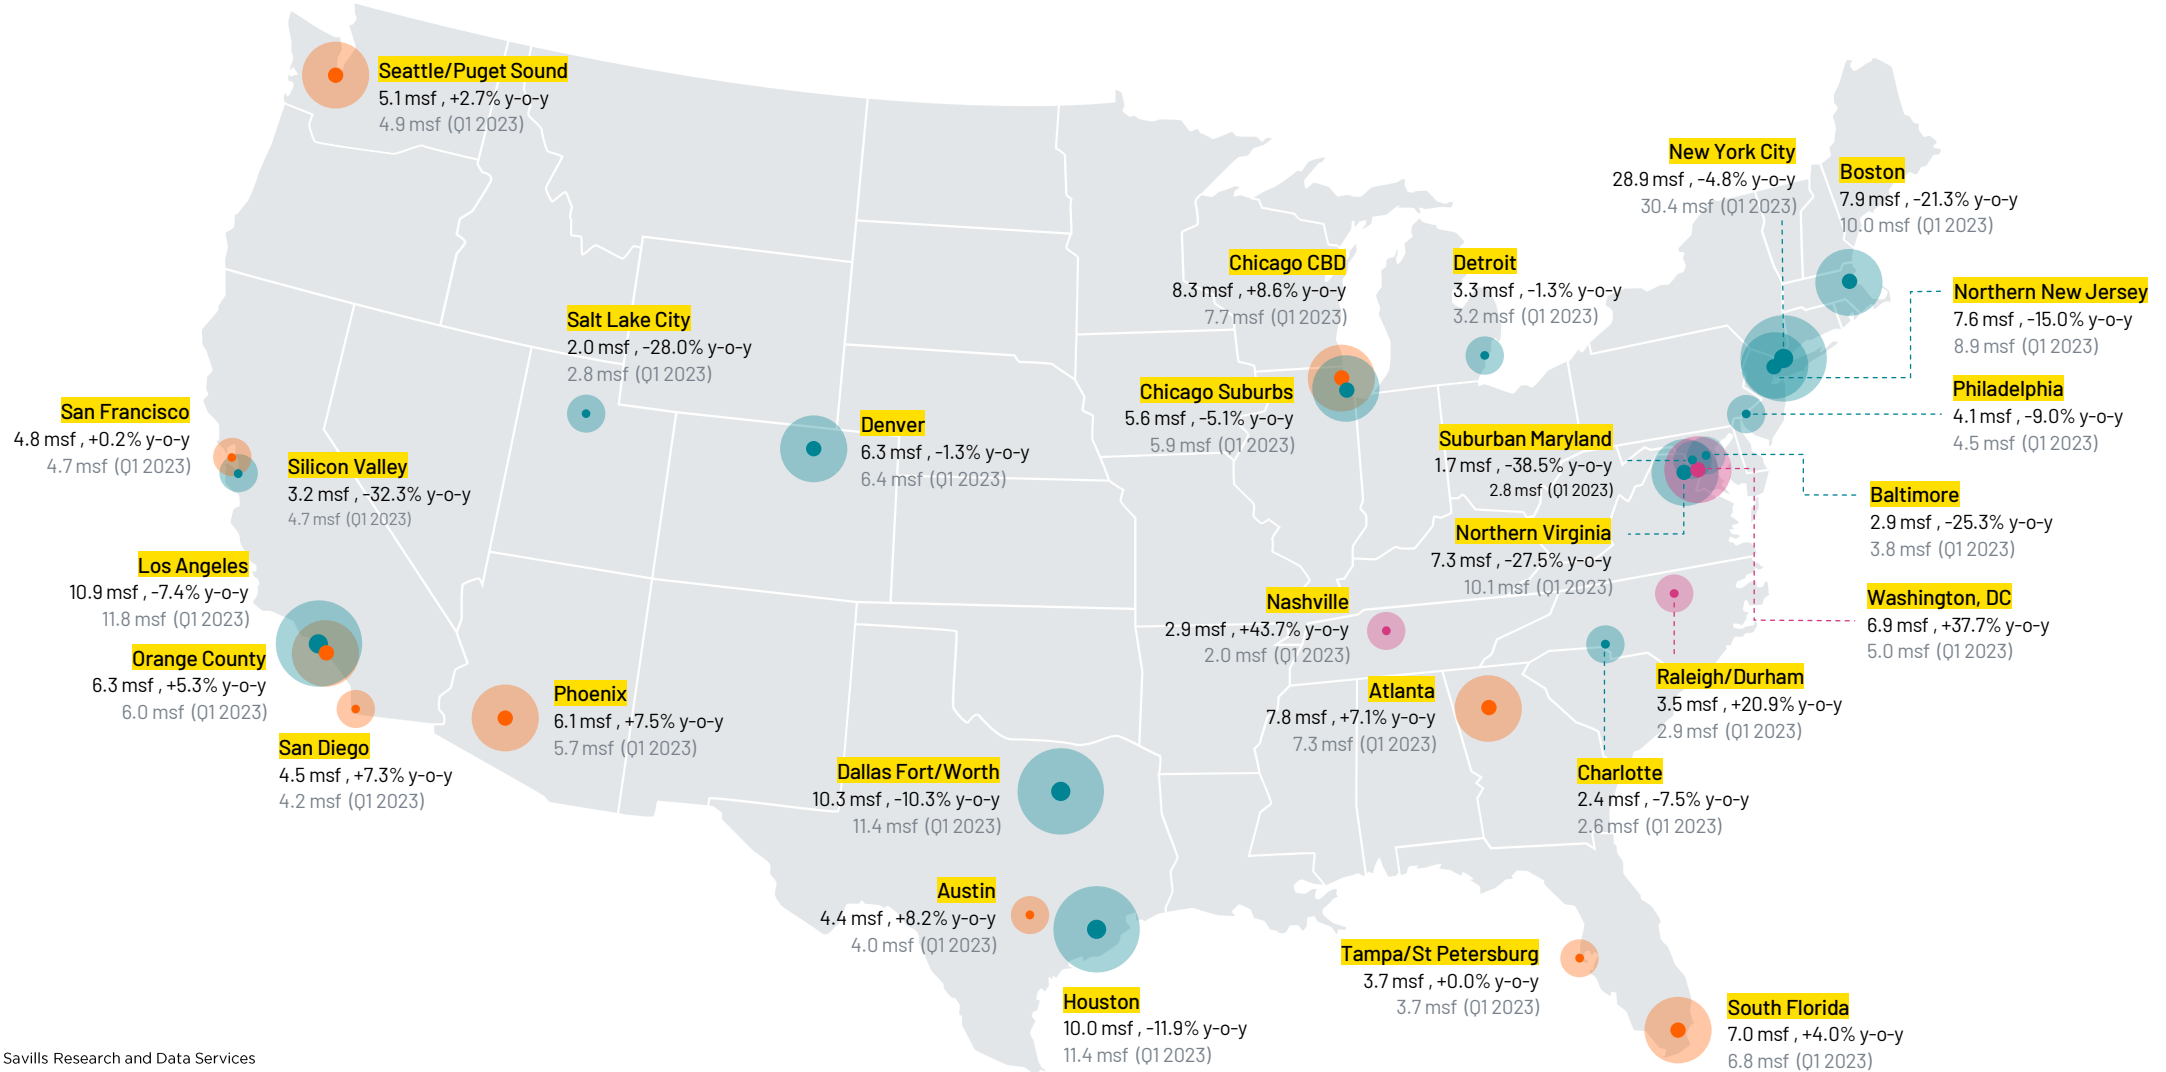 Seattle/Puget Sound
5.1 msf , +2.7% y-o-y
4.9 msf (Q1 2023)
New York City
28.9 msf , -4.8% y-o-y
30.4 msf (Q1 2023)
Boston
7.9 msf , -21.3% y-o-y
10.0 msf (Q1 2023)
Chicago CBD
8.3 msf , +8.6% y-o-y
7.7 msf (Q1 2023)
Detroit
3.3 msf , -1.3% y-o-y
3.2 msf (Q1 2023)
Northern New Jersey
7.6 msf , -15.0% y-o-y
8.9 msf (Q1 2023)
Salt Lake City
2.0 msf , -28.0% y-o-y
2.8 msf (Q1 2023)
Chicago Suburbs
5.6 msf , -5.1% y-o-y
5.9 msf (Q1 2023)
Philadelphia
4.1 msf , -9.0% y-o-y
4.5 msf (Q1 2023)
San Francisco
4.8 msf , +0.2% y-o-y
4.7 msf (Q1 2023)
Denver
6.3 msf , -1.3% y-o-y
6.4 msf (Q1 2023)
Suburban Maryland
1.7 msf , -38.5% y-o-y
2.8 msf (Q1 2023)
Silicon Valley
3.2 msf , -32.3% y-o-y
4.7 msf (Q1 2023)
Baltimore
2.9 msf , -25.3% y-o-y
3.8 msf (Q1 2023)
Northern Virginia
7.3 msf , -27.5% y-o-y
10.1 msf (Q1 2023)
Los Angeles
10.9 msf , -7.4% y-o-y
11.8 msf (Q1 2023)
Nashville
2.9 msf , +43.7% y-o-y
2.0 msf (Q1 2023)
Washington, DC
6.9 msf , +37.7% y-o-y
5.0 msf (Q1 2023)
Orange County
6.3 msf , +5.3% y-o-y
6.0 msf (Q1 2023)
Phoenix
6.1 msf , +7.5% y-o-y
5.7 msf (Q1 2023)
Atlanta
7.8 msf , +7.1% y-o-y
7.3 msf (Q1 2023)
Raleigh/Durham
3.5 msf , +20.9% y-o-y
2.9 msf (Q1 2023)
San Diego
4.5 msf , +7.3% y-o-y
4.2 msf (Q1 2023)
Dallas Fort/Worth
10.3 msf , -10.3% y-o-y
11.4 msf (Q1 2023)
Charlotte
2.4 msf , -7.5% y-o-y
2.6 msf (Q1 2023)
Austin
4.4 msf , +8.2% y-o-y
4.0 msf (Q1 2023)
Tampa/St Petersburg
3.7 msf , +0.0% y-o-y
3.7 msf (Q1 2023)
Houston
10.0 msf , -11.9% y-o-y
11.4 msf (Q1 2023)
South Florida
7.0 msf , +4.0% y-o-y
6.8 msf (Q1 2023)
Savills Research and Data Services